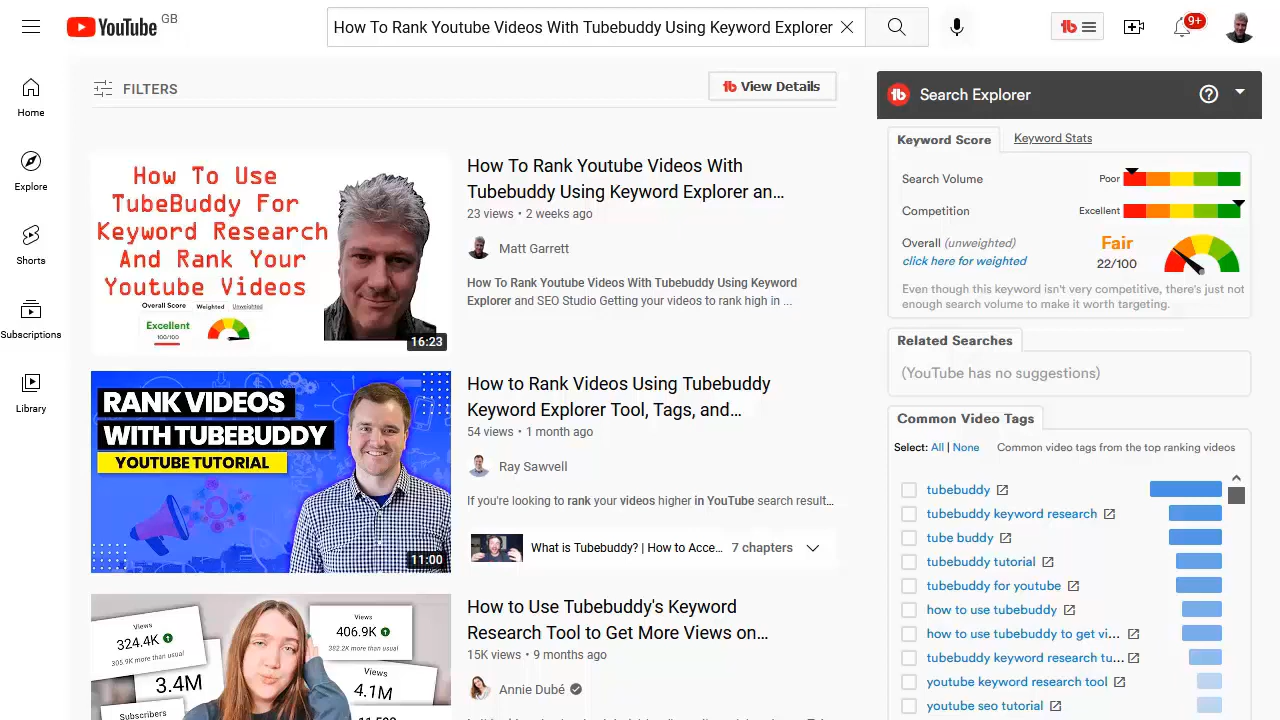 YouTube GB
How To Rank Youtube Videos With Tubebuddy Using Keyword Explorer
tb
9+
Home
Explore
Shorts
Subscriptions
Library
FILTERS
tb View Details
How To Use
TubeBuddy For
Keyword Research
And Rank Your
Youtube Videos
Overall Score Weighted Unweighted
Excellent
100/100
16:23
How To Rank Youtube Videos With
Tubebuddy Using Keyword Explorer an...
23 views • 2 weeks ago
Matt Garrett
How To Rank Youtube Videos With Tubebuddy Using Keyword
Explorer and SEO Studio Getting your videos to rank high in ...
RANK VIDEOS
WITH TUBEBUDDY
YOUTUBE TUTORIAL
11:00
How to Rank Videos Using Tubebuddy
Keyword Explorer Tool, Tags, and...
54 views • 1 month ago
Ray Sawvell
If you're looking to rank your videos higher in YouTube search result...
What is Tubebuddy? | How to Acce... 7 chapters
Views
324.4K
305.9K more than usual
3.4M
Subscribers
Views
406.9K
382.2K more than usual
Views
4.1M
How to Use Tubebuddy's Keyword
Research Tool to Get More Views on...
15K views • 9 months ago
Annie Dubé
tb Search Explorer
Keyword Score Keyword Stats
Search Volume Poor
Competition Excellent
Overall (unweighted) Fair
click here for weighted 22/100
Even though this keyword isn't very competitive, there's just not
enough search volume to make it worth targeting.
Related Searches
(YouTube has no suggestions)
Common Video Tags
Select: All | None Common video tags from the top ranking videos
tubebuddy
tubebuddy keyword research
tube buddy
tubebuddy tutorial
tubebuddy for youtube
how to use tubebuddy
how to use tubebuddy to get vi...
tubebuddy keyword research tu...
youtube keyword research tool
youtube seo tutorial